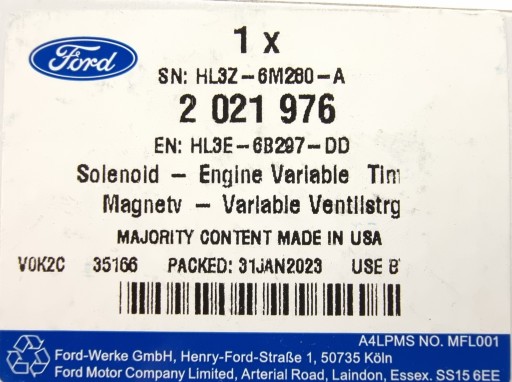 Ford
1 x
SN: HL3Z-6M280-A
2 021 976
EN: HL3E-6B297-DD
Solenoid - Engine Variable Tim
Magnetv - Variable Ventilstrg
MAJORITY CONTENT MADE IN USA
V0K2C 35166 PACKED: 31JAN2023 USE B
A4LPMS NO. MFL001
Ford-Werke GmbH, Henry-Ford-Straße 1, 50735 Köln
Ford Motor Company Limited, Arterial Road, Laindon, Essex. SS15 6EE